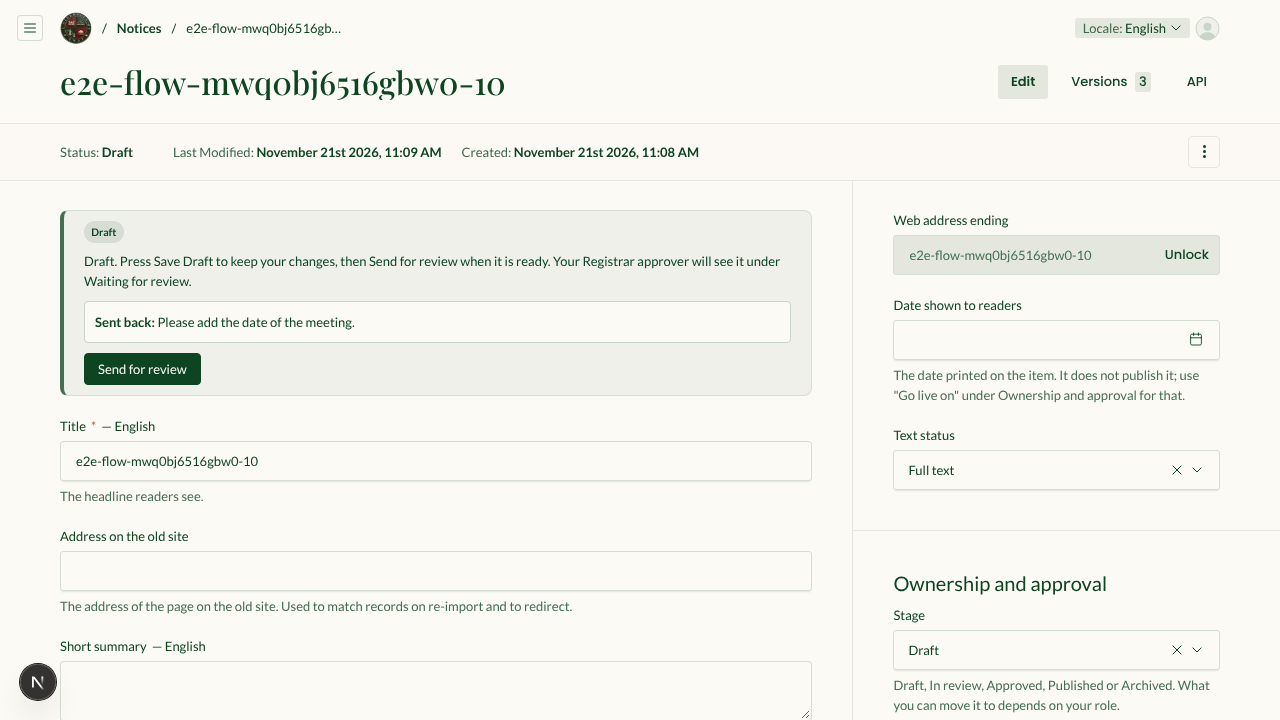 / Notices / e2e-flow-mwq0bj6516gb…
Locale: English
e2e-flow-mwq0bj6516gbw0-10
Edit
Versions 3
API
Status: Draft
Last Modified: November 21st 2026, 11:09 AM
Created: November 21st 2026, 11:08 AM
Draft
Draft. Press Save Draft to keep your changes, then Send for review when it is ready. Your Registrar approver will see it under
Waiting for review.
Sent back: Please add the date of the meeting.
Send for review
Title * — English
e2e-flow-mwq0bj6516gbw0-10
The headline readers see.
Address on the old site
The address of the page on the old site. Used to match records on re-import and to redirect.
Short summary — English
N
Web address ending
e2e-flow-mwq0bj6516gbw0-10
Unlock
Date shown to readers
The date printed on the item. It does not publish it; use
"Go live on" under Ownership and approval for that.
Text status
Full text
Ownership and approval
Stage
Draft
Draft, In review, Approved, Published or Archived. What
you can move it to depends on your role.